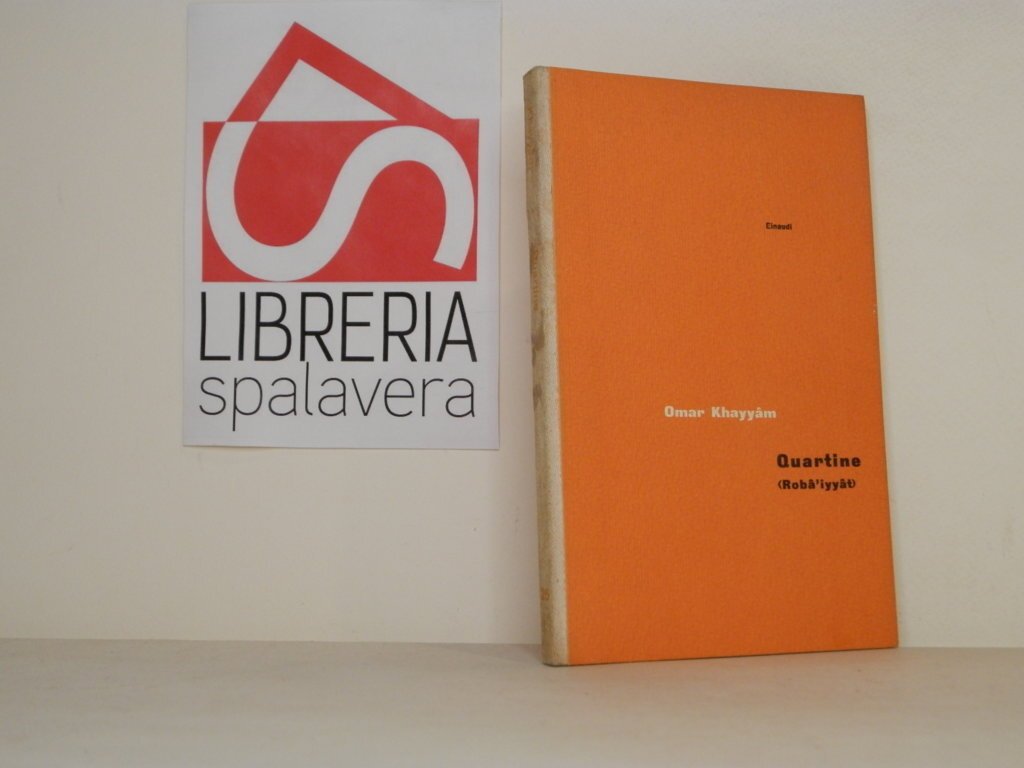 LIBRERIA
spalavera
Einaudi
Omar Khayyâm
Quartine
(Robâ'iyyât)